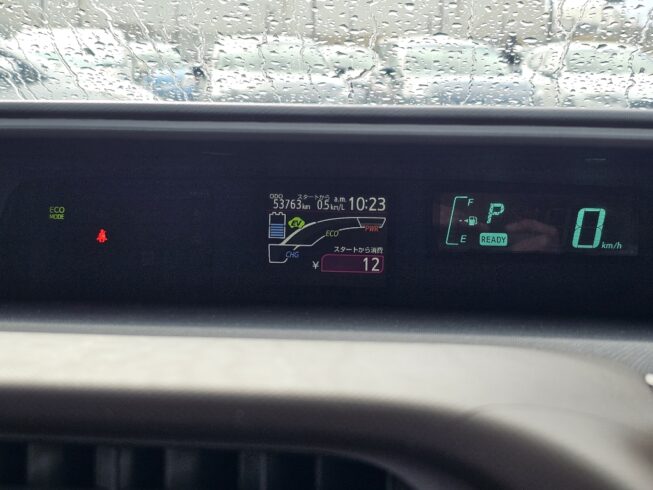 ECO
MODE
ODO スタートから a.m. 10:23
53763km 0.5km/L
EV
ECO
PWR
CHG
スタートから消費
¥ 12
F
E
P
READY
0 km/h